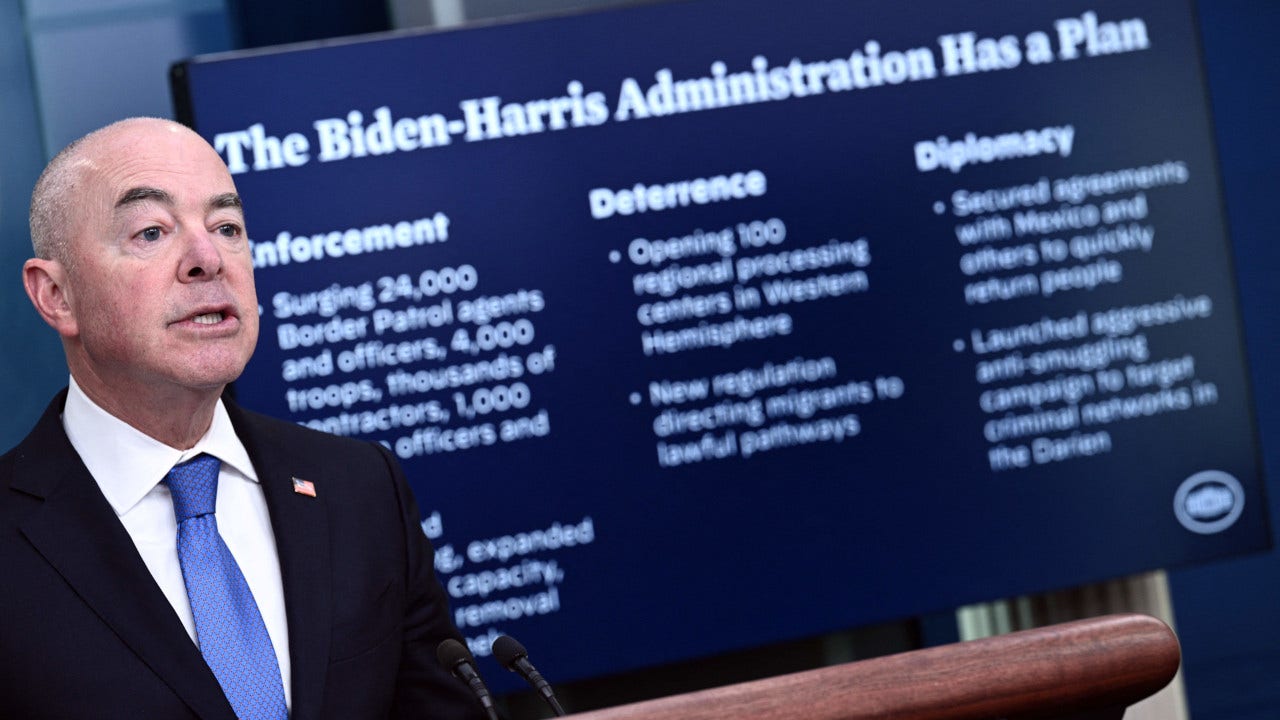 The Biden-Harris Administration Has a Plan
Enforcement
• Surging 24,000
Border Patrol agents
and officers, 4,000
troops, thousands of
contractors, 1,000
officers and
expanded
capacity,
removal
Deterrence
• Opening 100
regional processing
centers in Western
Hemisphere
• New regulation
directing migrants to
lawful pathways
Diplomacy
• Secured agreements
with Mexico and
others to quickly
return people
• Launched aggressive
anti-smuggling
campaign to target
criminal networks in
the Darien